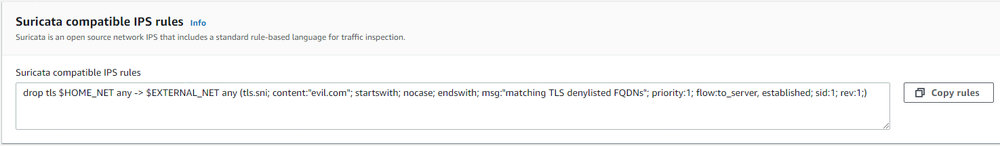 Suricata compatible IPS rules Info
Suricata is an open source network IPS that includes a standard rule-based language for traffic inspection.
Suricata compatible IPS rules
drop tls $HOME_NET any -> $EXTERNAL_NET any (tls.sni; content:"evil.com"; startswith; nocase; endswith; msg:"matching TLS denylisted FQDNs"; priority:1; flow:to_server, established; sid:1; rev:1;)
Copy rules